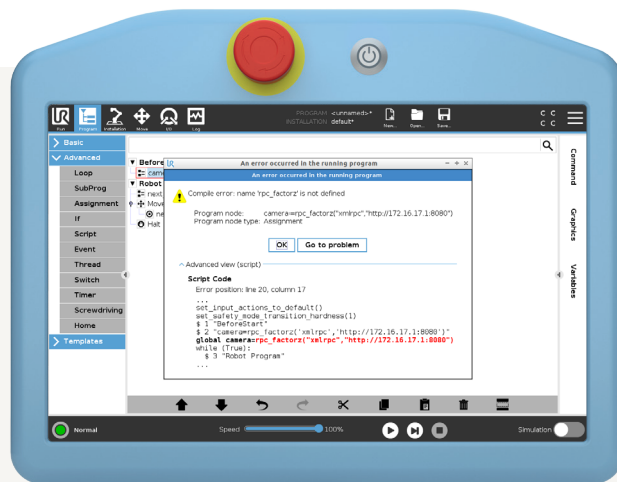 UR
PROGRAM <unnamed>*
INSTALLATION default*
Run Program Installation Move I/O Log
New... Open... Save...
C C
C C
Basic
Advanced
Loop
SubProg
Assignment
If
Script
Event
Thread
Switch
Timer
Screwdriving
Home
Templates
Before
came
Robot
next
Move
ne
Halt
UR An error occurred in the running program - + ×
An error occurred in the running program
Compile error: name 'rpc_factorz' is not defined
Program node: camera=rpc_factorz("xmlrpc","http://172.16.17.1:8080")
Program node type: Assignment
OK Go to problem
Advanced view (script)
Script Code
Error position: line 20, column 17
...
set_input_actions_to_default()
set_safety_mode_transition_hardness(1)
$ 1 "BeforeStart"
$ 2 "camera=rpc_factorz('xmlrpc','http://172.16.17.1:8080')"
global camera=rpc_factorz("xmlrpc","http://172.16.17.1:8080")
while (True):
$ 3 "Robot Program"
...
Command
Graphics
Variables
Normal
Speed 100%
Simulation